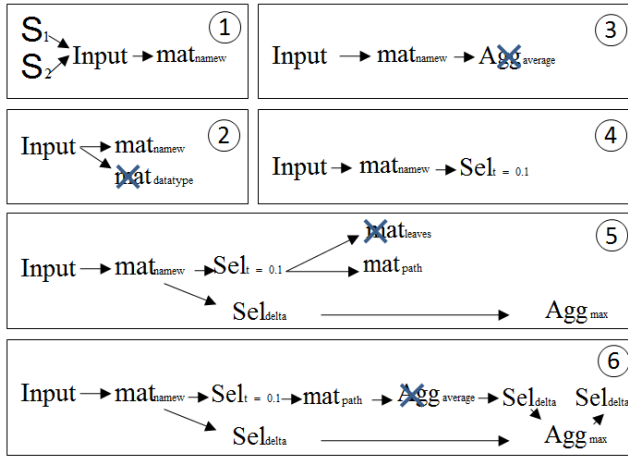 S1
S2
Input → matnamew
1
Input → matnamew → Aggaverage
3
Input → matnamew
matdatatype
2
Input → matnamew → Selt = 0.1
4
matleaves
5
Input → matnamew → Selt = 0.1 matpath
Seldelta → Aggmax
6
Input → matnamew → Selt = 0.1 → matpath → Aggaverage → Seldelta Seldelta
Seldelta → Aggmax